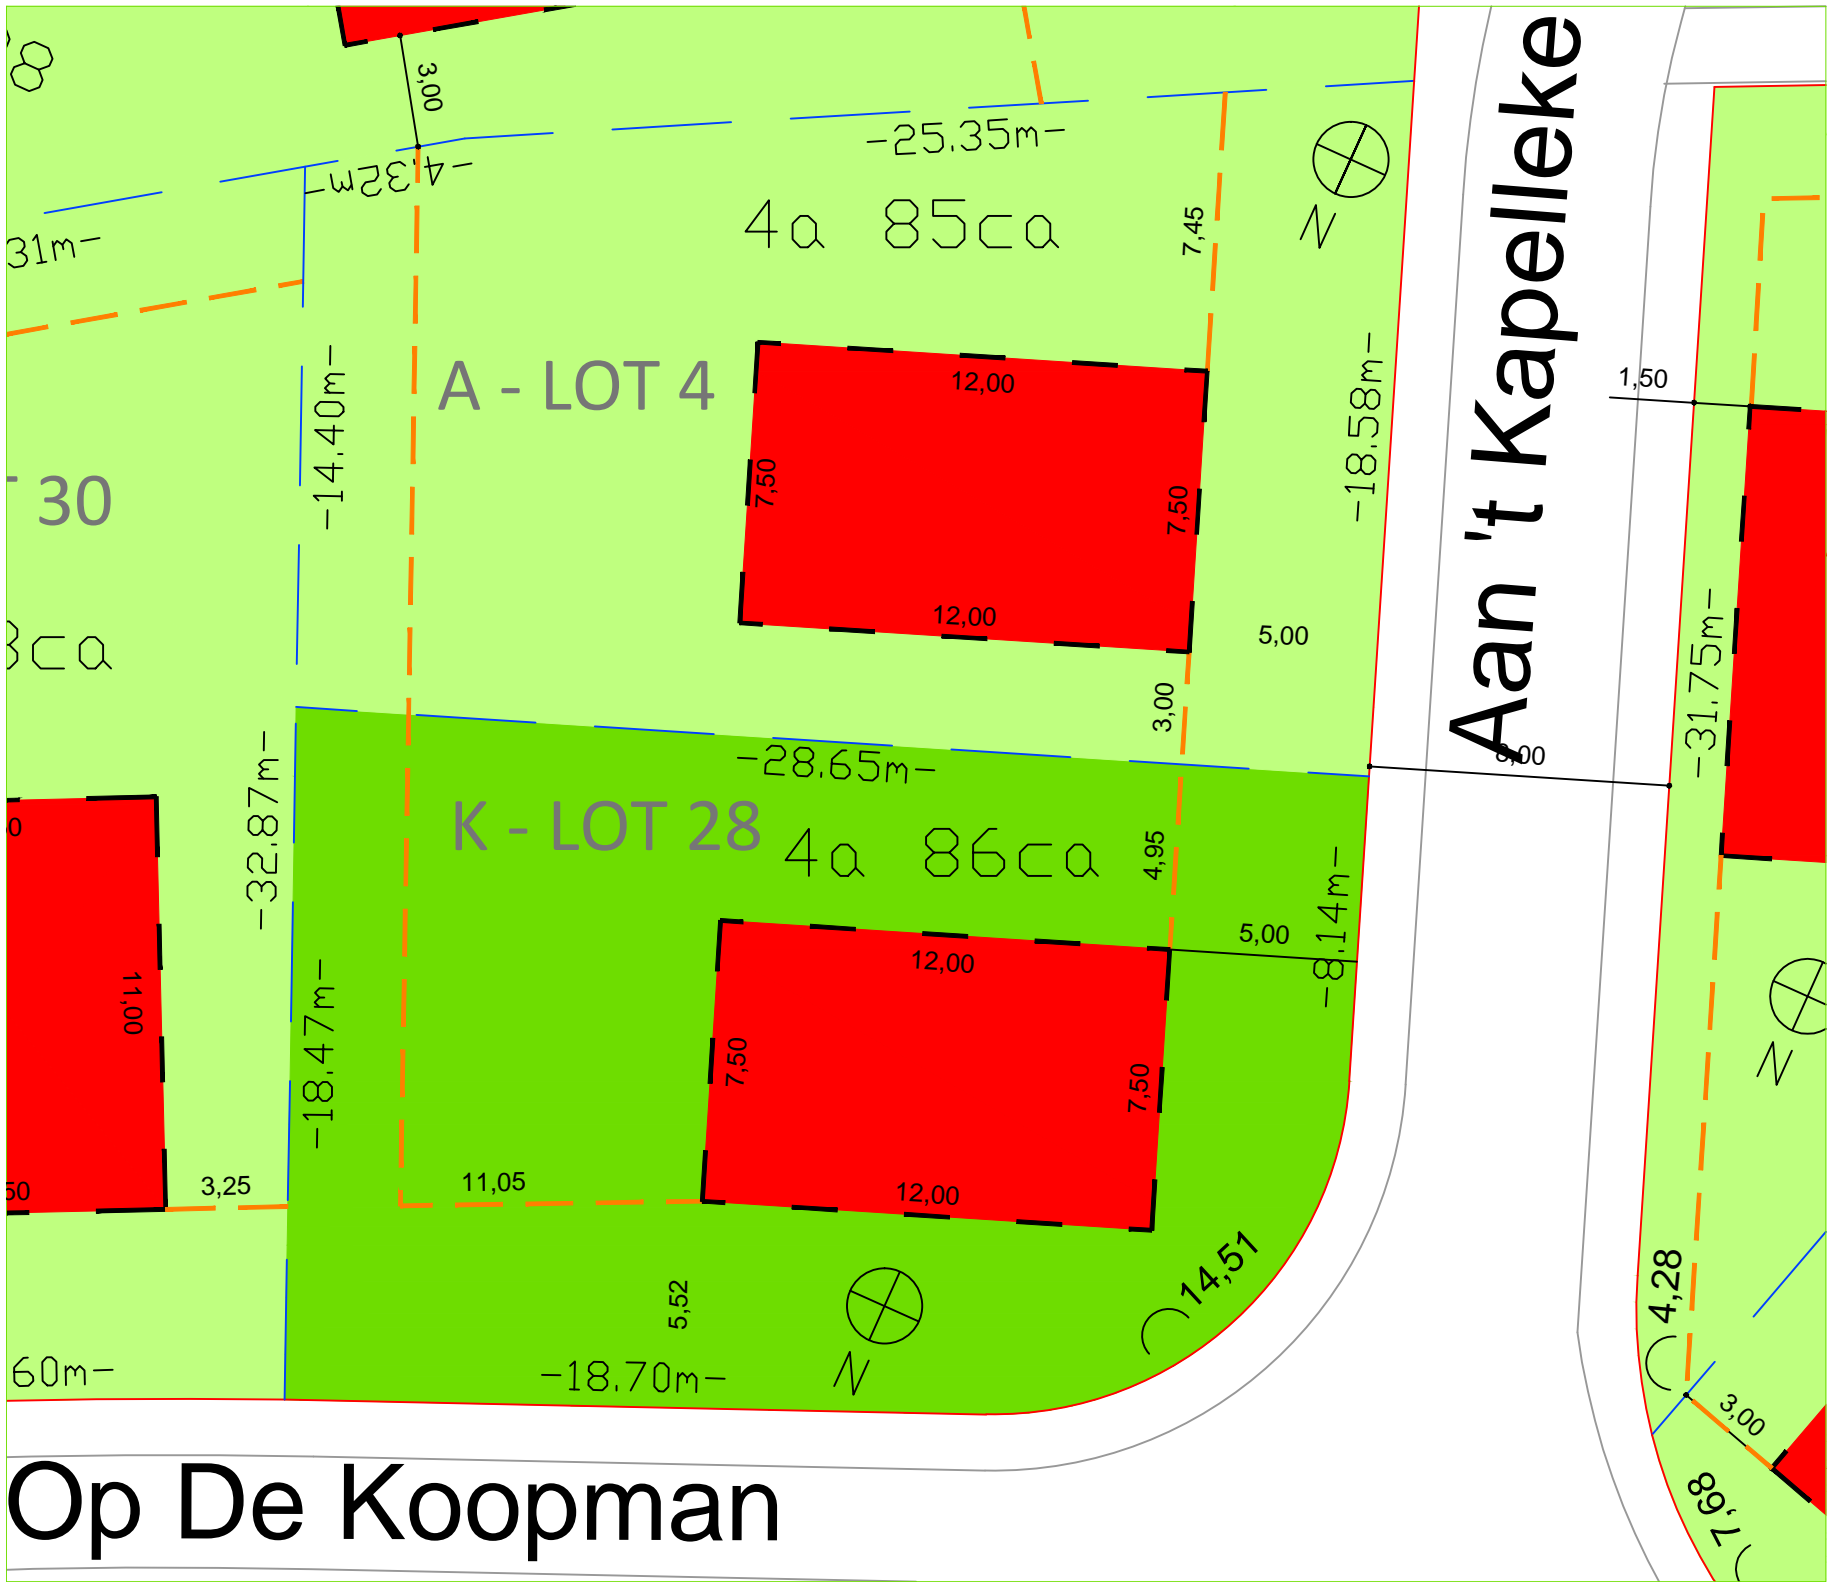 3,00
-4.32m-
-25.35m-
31m-
4a 85ca
7,45
N
Aan 't Kapelleke
-14.40m-
A - LOT 4
12,00
7,50
7,50
12,00
-18.58m-
1,50
30
ca
5,00
3,00
-31.75m-
-28.65m-
8,00
-32.87m-
K - LOT 28
4a 86ca
4,95
-8.14m-
5,00
12,00
11,00
-18.47m-
7,50
7,50
N
3,25
11,05
12,00
50
14,51
4,28
5,52
60m-
-18.70m-
N
3,00
7,68
Op De Koopman